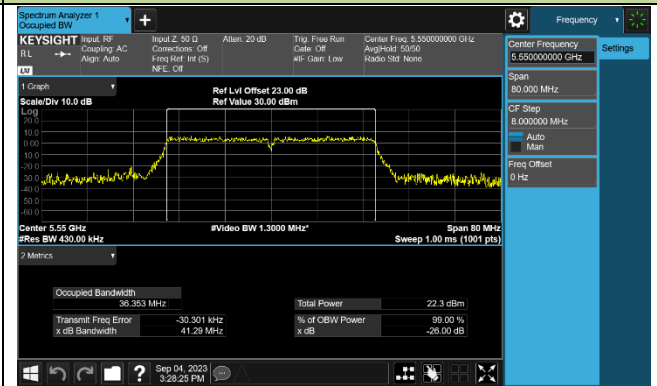 Spectrum Analyzer 1
Occupied BW
Frequency
KEYSIGHT
RL
LXI
Input: RF
Coupling: AC
Align: Auto
Input Z: 50 Ω
Corrections: Off
Freq Ref: Int (S)
NFE: Off
Atten: 20 dB
Trig: Free Run
Gate: Off
#IF Gain: Low
Center Freq: 5.550000000 GHz
Avg|Hold: 50/50
Radio Std: None
Center Frequency
5.550000000 GHz
Settings
Span
80.000 MHz
CF Step
8.000000 MHz
Auto
Man
Freq Offset
0 Hz
1 Graph
Scale/Div 10.0 dB
Ref Lvl Offset 23.00 dB
Ref Value 30.00 dBm
Log
20.0
10.0
0.00
-10.0
-20.0
-30.0
-40.0
-50.0
-60.0
Center 5.55 GHz
#Res BW 430.00 kHz
#Video BW 1.3000 MHz*
Span 80 MHz
Sweep 1.00 ms (1001 pts)
2 Metrics
Occupied Bandwidth
36.353 MHz
Total Power 22.3 dBm
Transmit Freq Error -30.301 kHz
% of OBW Power 99.00 %
x dB Bandwidth 41.29 MHz
x dB -26.00 dB
?
Sep 04, 2023
3:28:25 PM